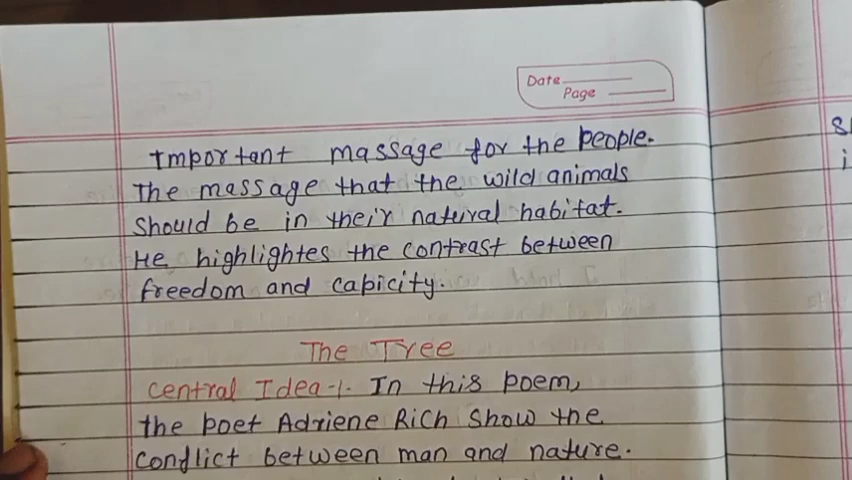 Date
Page
Important massage for the people.
The massage that the wild animals
should be in their natural habitat.
He highlightes the contrast between
freedom and capicity.
The Tree
Central Idea-1. In this poem,
the poet Adriene Rich show the
conflict between man and nature.